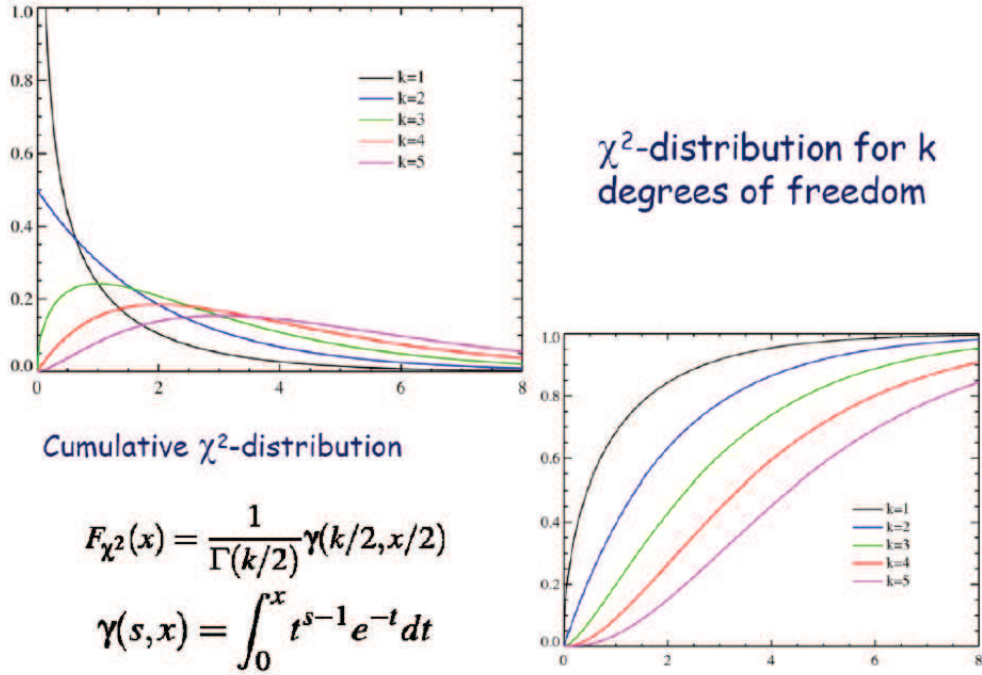 1.0
0.8
0.6
0.4
0.2
0.0
0 2 4 6 8
k=1
k=2
k=3
k=4
k=5
χ²-distribution for k
degrees of freedom
Cumulative χ²-distribution
F_χ²(x) = 1/Γ(k/2) γ(k/2, x/2)
γ(s,x) = ∫₀ˣ t^(s−1) e^(−t) dt
1.0
0.8
0.6
0.4
0.2
0.0
0 2 4 6 8
k=1
k=2
k=3
k=4
k=5